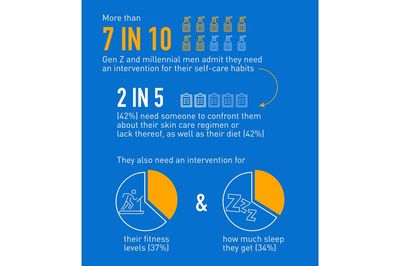 More than
7 IN 10
Gen Z and millennial men admit they need
an intervention for their self-care habits
2 IN 5
(42%) need someone to confront them
about their skin care regimen or
lack thereof, as well as their diet (42%)
They also need an intervention for
&
ZZZ
their fitness
levels (37%)
how much sleep
they get (34%)